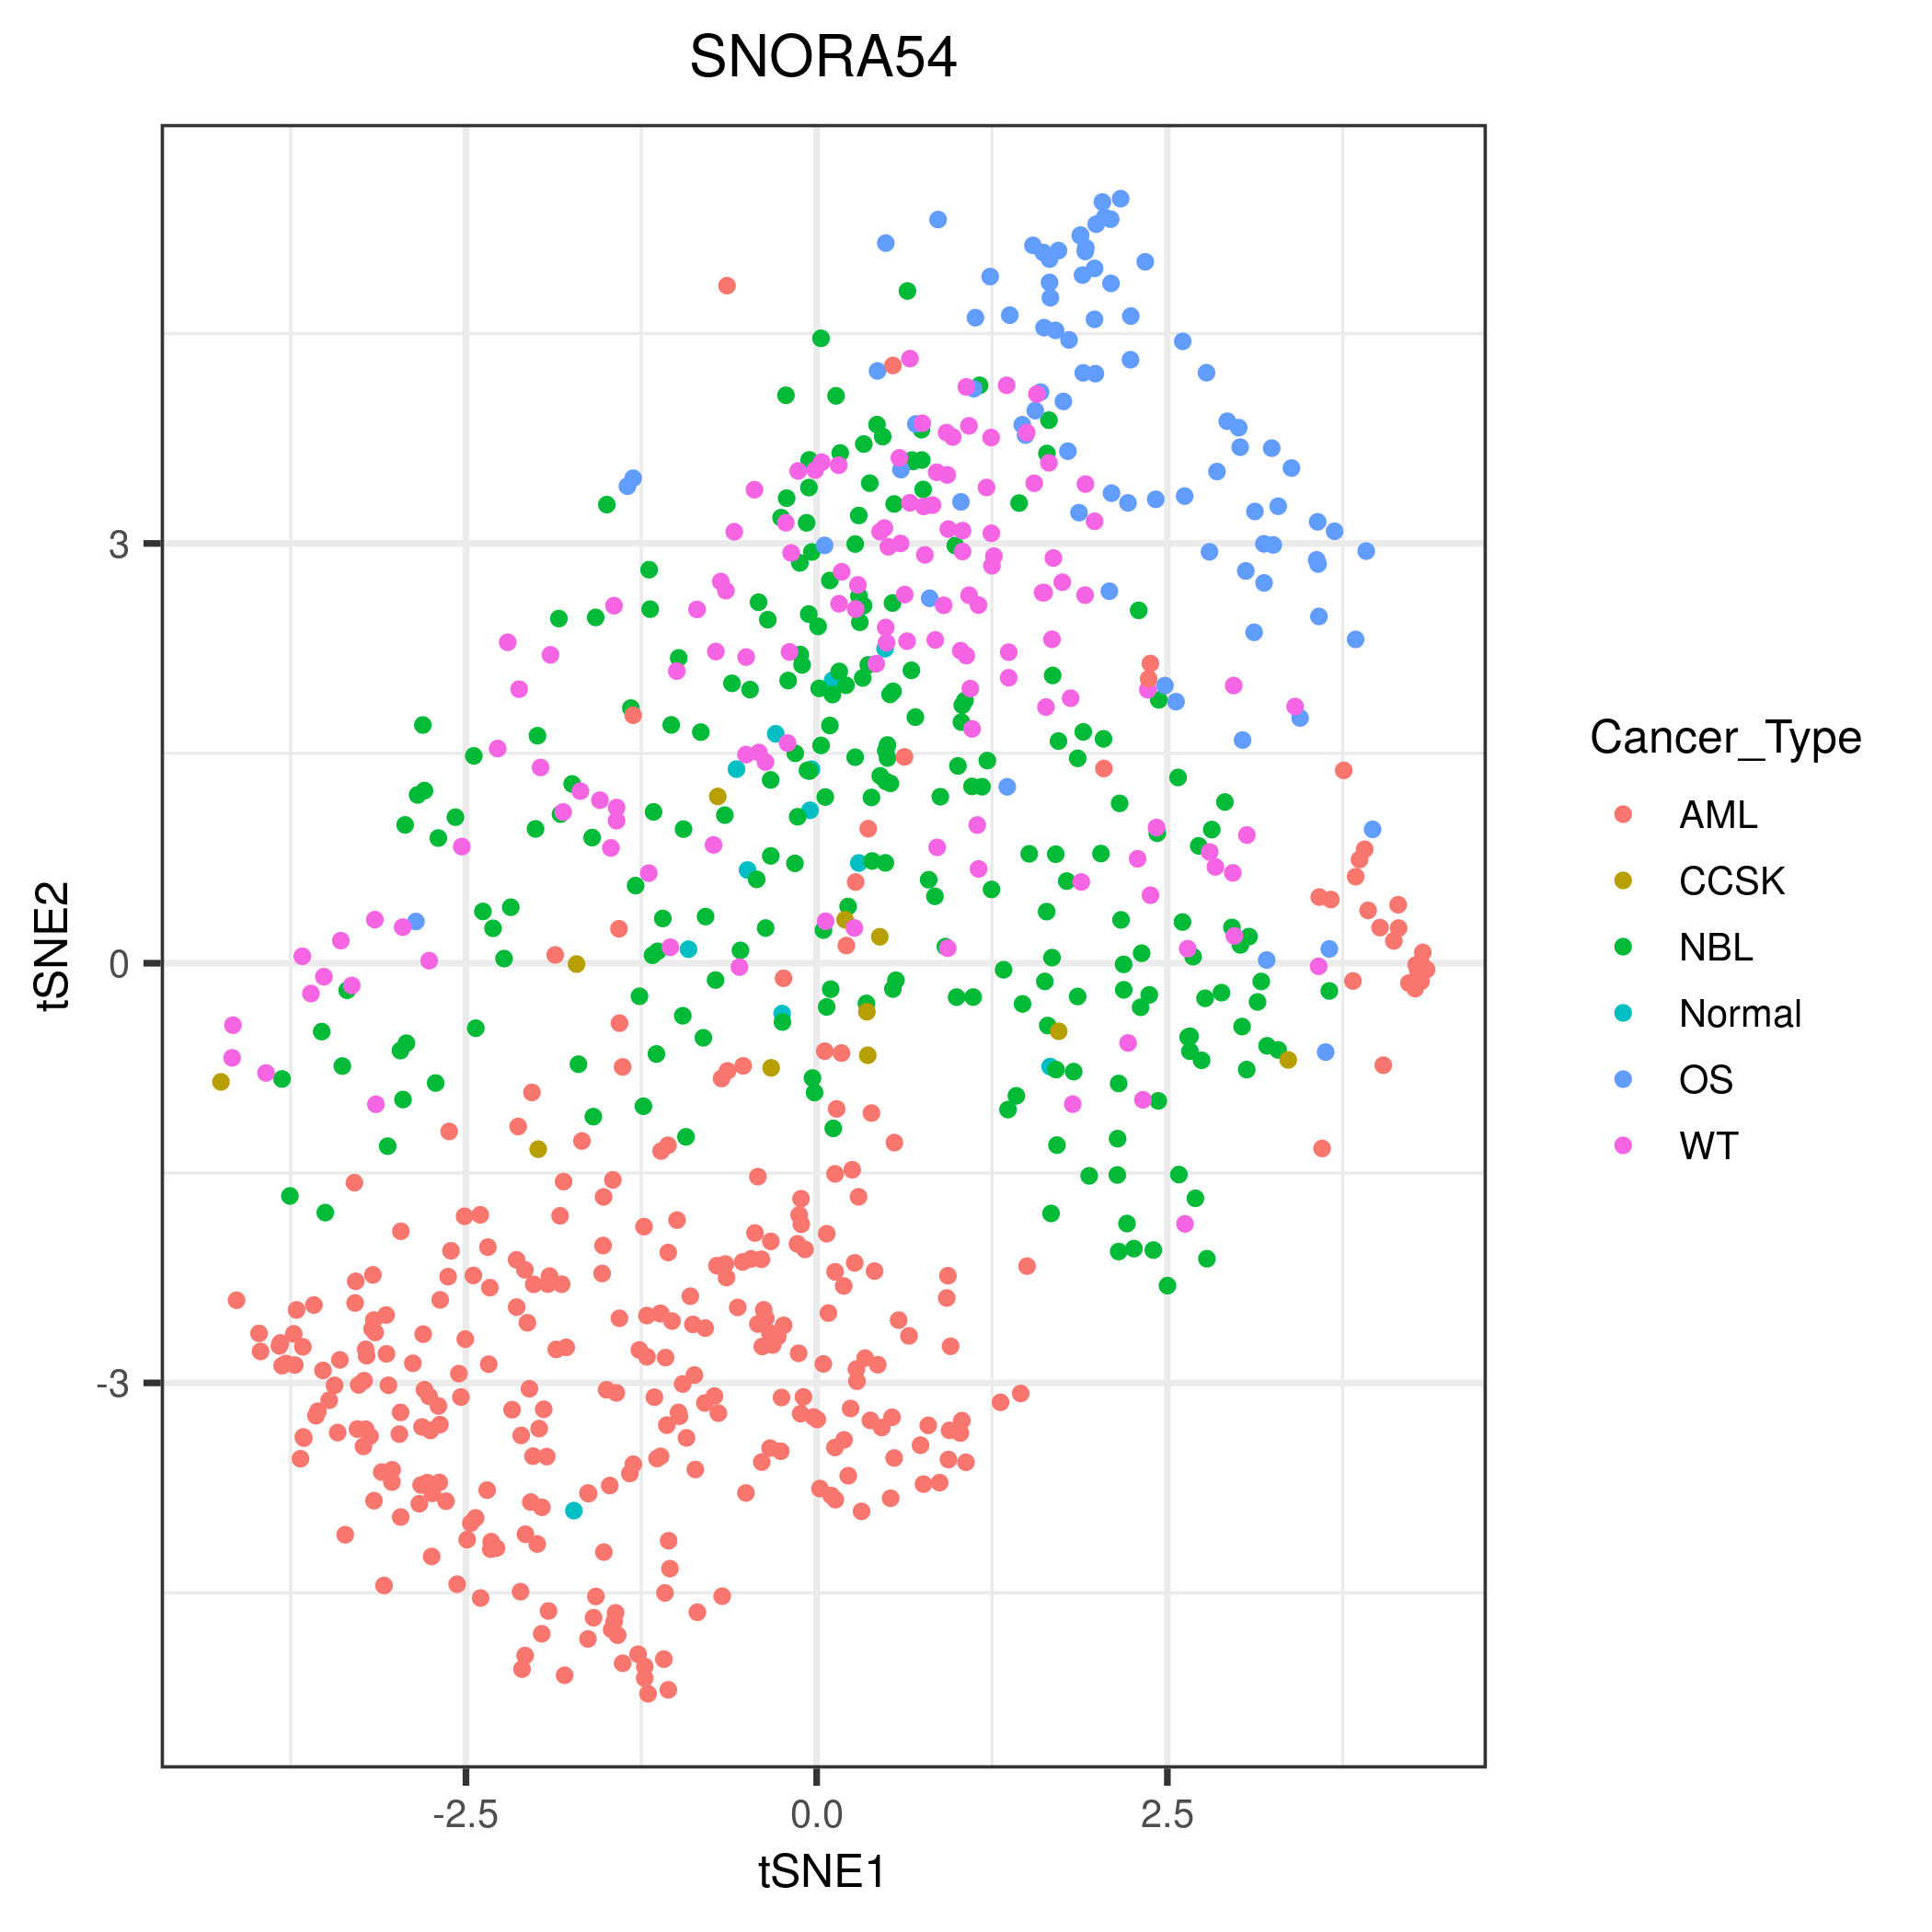 SNORA54
tSNE2
3
0
-3
-2.5
0.0
2.5
tSNE1
Cancer_Type
AML
CCSK
NBL
Normal
OS
WT